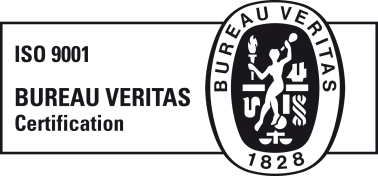 ISO 9001
BUREAU VERITAS
Certification
BUREAU VERITAS
1828